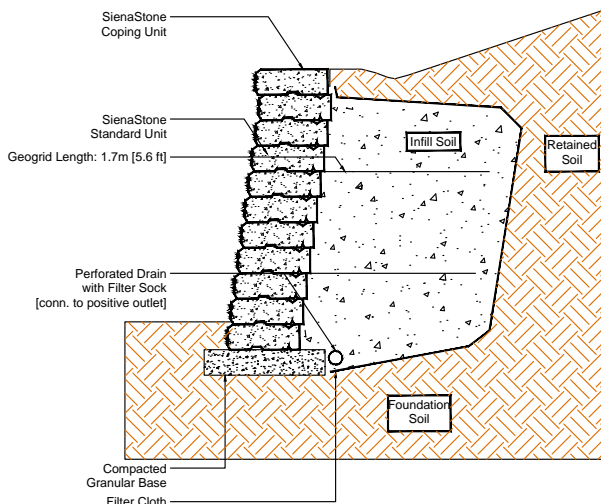 SienaStone
Coping Unit
SienaStone
Standard Unit
Geogrid Length: 1.7m [5.6 ft]
Infill Soil
Retained
Soil
Perforated Drain
with Filter Sock
[conn. to positive outlet]
Foundation
Soil
Compacted
Granular Base
Filter Cloth